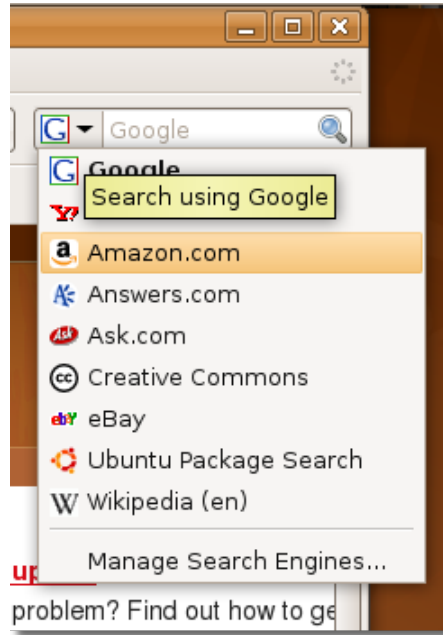 Google
Google
Search using Google
Amazon.com
Answers.com
Ask.com
Creative Commons
eBay
Ubuntu Package Search
Wikipedia (en)
Manage Search Engines...
problem? Find out how to ge